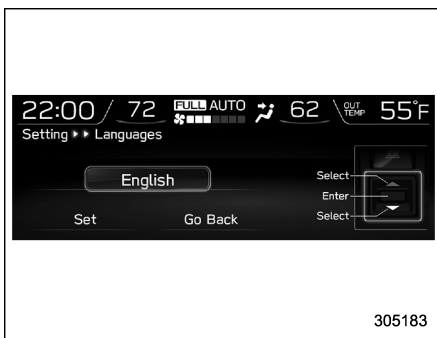 22:00 / 72 FULL AUTO 62 OUT TEMP 55°F
Setting ▸▸ Languages
English
Set Go Back
Select
Enter
Select
305183